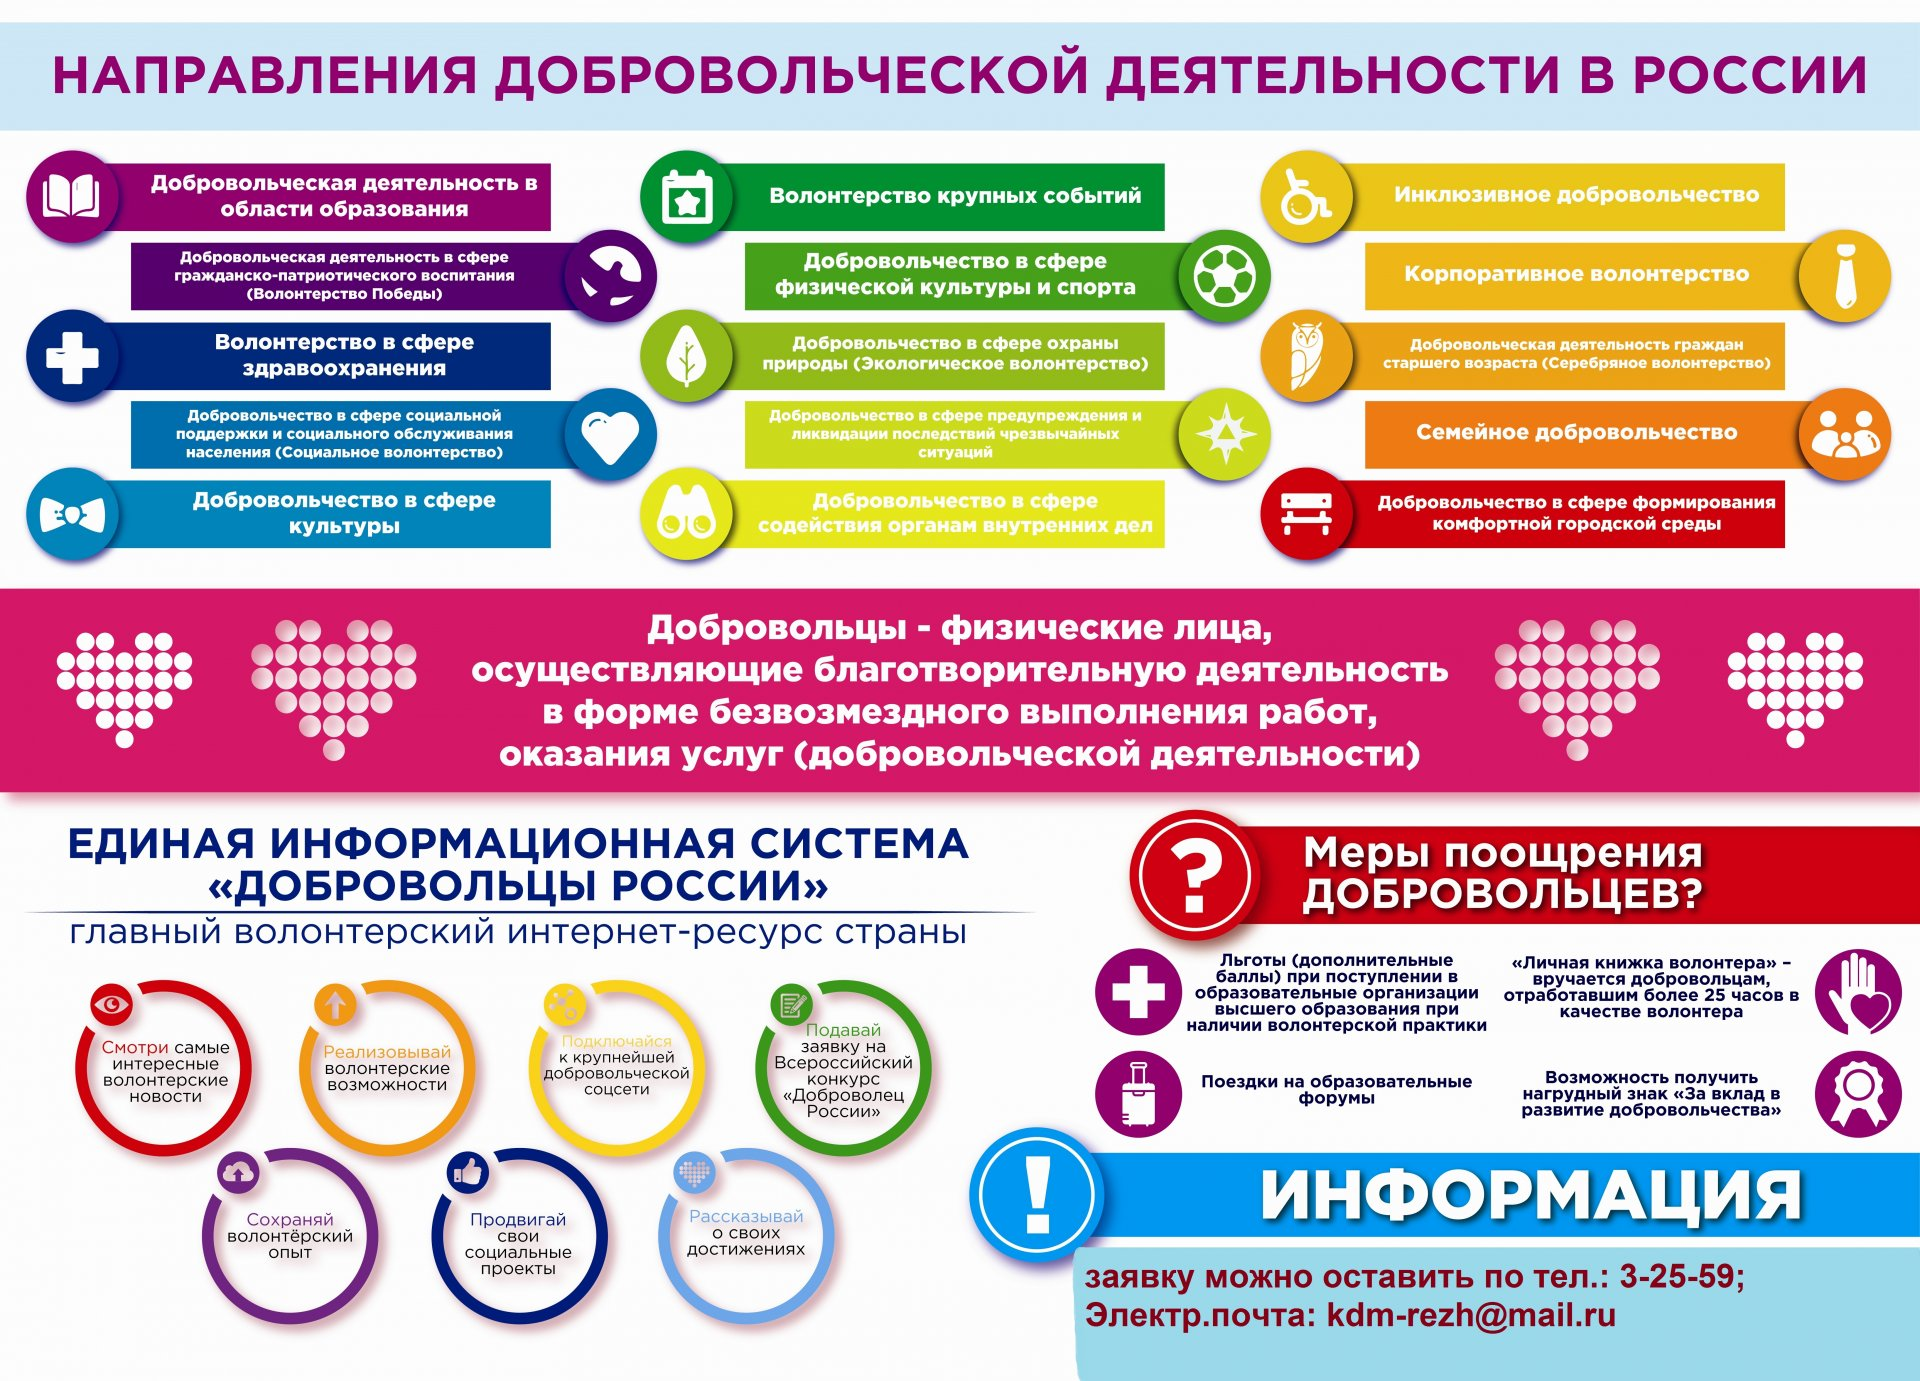 НАПРАВЛЕНИЯ ДОБРОВОЛЬЧЕСКОЙ ДЕЯТЕЛЬНОСТИ В РОССИИ
Добровольческая деятельность в
области образования
Добровольческая деятельность в сфере
гражданско-патриотического воспитания
(Волонтерство Победы)
Волонтерство в сфере
здравоохранения
Добровольчество в сфере социальной
поддержки и социального обслуживания
населения (Социальное волонтерство)
Добровольчество в сфере
культуры
Волонтерство крупных событий
Добровольчество в сфере
физической культуры и спорта
Добровольчество в сфере охраны
природы (Экологическое волонтерство)
Добровольчество в сфере предупреждения и
ликвидации последствий чрезвычайных
ситуаций
Добровольчество в сфере
содействия органам внутренних дел
Инклюзивное добровольчество
Корпоративное волонтерство
Добровольческая деятельность граждан
старшего возраста (Серебряное волонтерство)
Семейное добровольчество
Добровольчество в сфере формирования
комфортной городской среды
Добровольцы - физические лица,
осуществляющие благотворительную деятельность
в форме безвозмездного выполнения работ,
оказания услуг (добровольческой деятельности)
ЕДИНАЯ ИНФОРМАЦИОННАЯ СИСТЕМА
«ДОБРОВОЛЬЦЫ РОССИИ»
главный волонтерский интернет-ресурс страны
Смотри самые
интересные
волонтерские
новости
Реализовывай
волонтерские
возможности
Подключайся
к крупнейшей
добровольческой
соцсети
Подавай
заявку на
Всероссийский
конкурс
«Доброволец
России»
Сохраняй
волонтёрский
опыт
Продвигай
свои
социальные
проекты
Рассказывай
о своих
достижениях
?
Меры поощрения
ДОБРОВОЛЬЦЕВ?
Льготы (дополнительные
баллы) при поступлении в
образовательные организации
высшего образования при
наличии волонтерской практики
«Личная книжка волонтера» –
вручается добровольцам,
отработавшим более 25 часов в
качестве волонтера
Поездки на образовательные
форумы
Возможность получить
нагрудный знак «За вклад в
развитие добровольчества»
!
ИНФОРМАЦИЯ
заявку можно оставить по тел.: 3-25-59;
Электр.почта: kdm-rezh@mail.ru